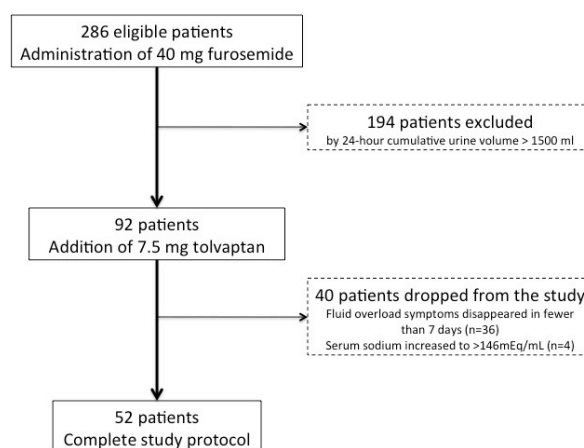 286 eligible patients
Administration of 40 mg furosemide
194 patients excluded
by 24-hour cumulative urine volume > 1500 ml
92 patients
Addition of 7.5 mg tolvaptan
40 patients dropped from the study
Fluid overload symptoms disappeared in fewer
than 7 days (n=36)
Serum sodium increased to >146mEq/mL (n=4)
52 patients
Complete study protocol